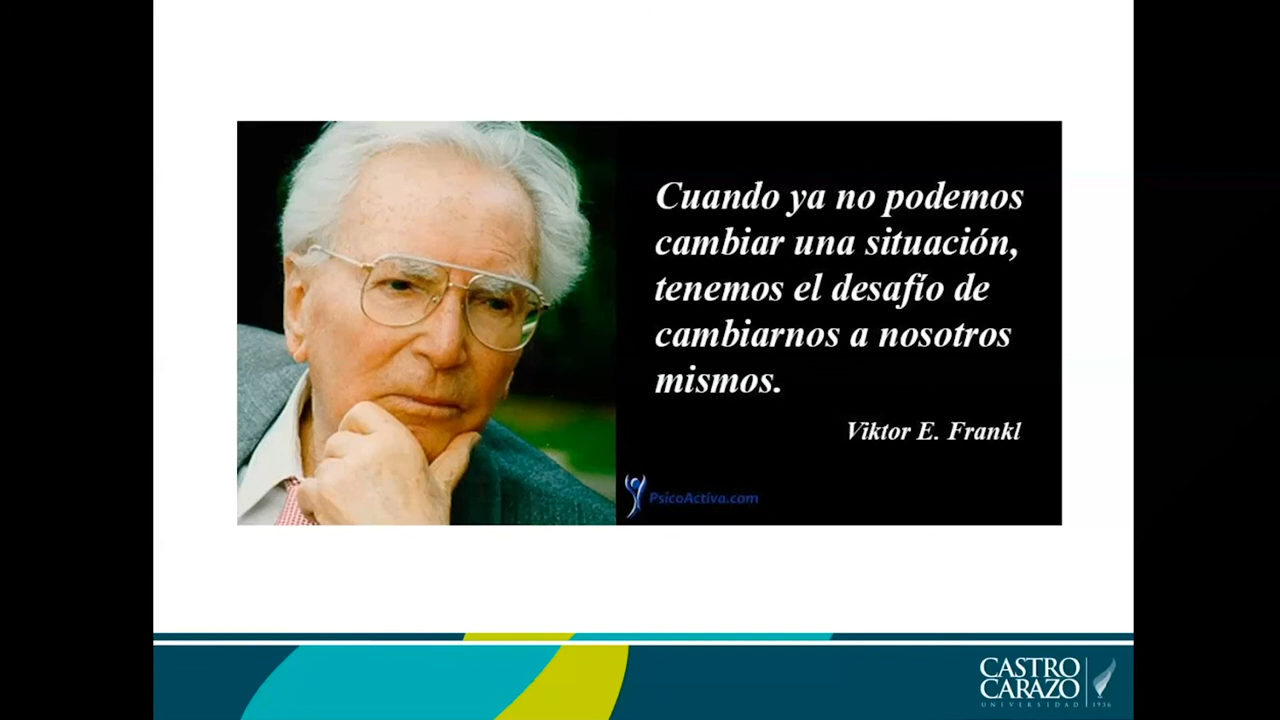 Cuando ya no podemos
cambiar una situación,
tenemos el desafío de
cambiarnos a nosotros
mismos.
Viktor E. Frankl
PsicoActiva.com
CASTRO
CARAZO
UNIVERSIDAD 1936